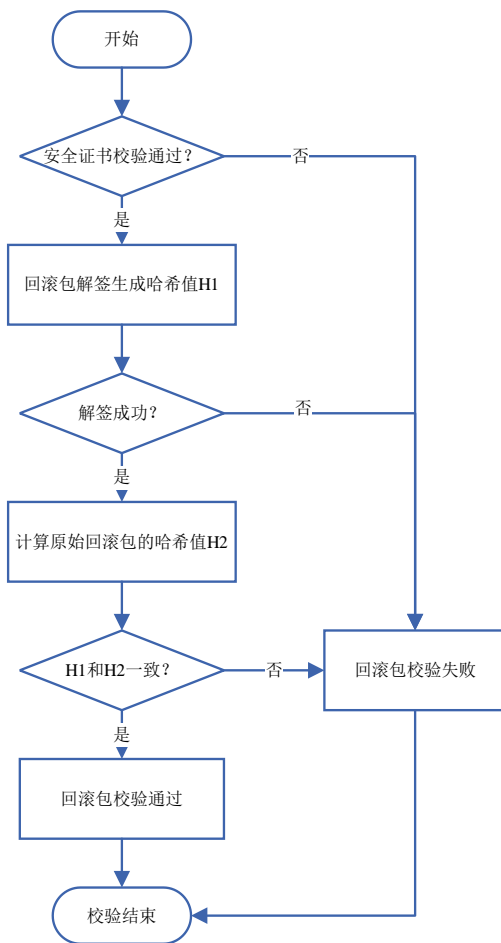 开始
安全证书校验通过？
否
是
回滚包解签生成哈希值H1
解签成功？
否
是
计算原始回滚包的哈希值H2
H1和H2一致？
否
回滚包校验失败
是
回滚包校验通过
校验结束